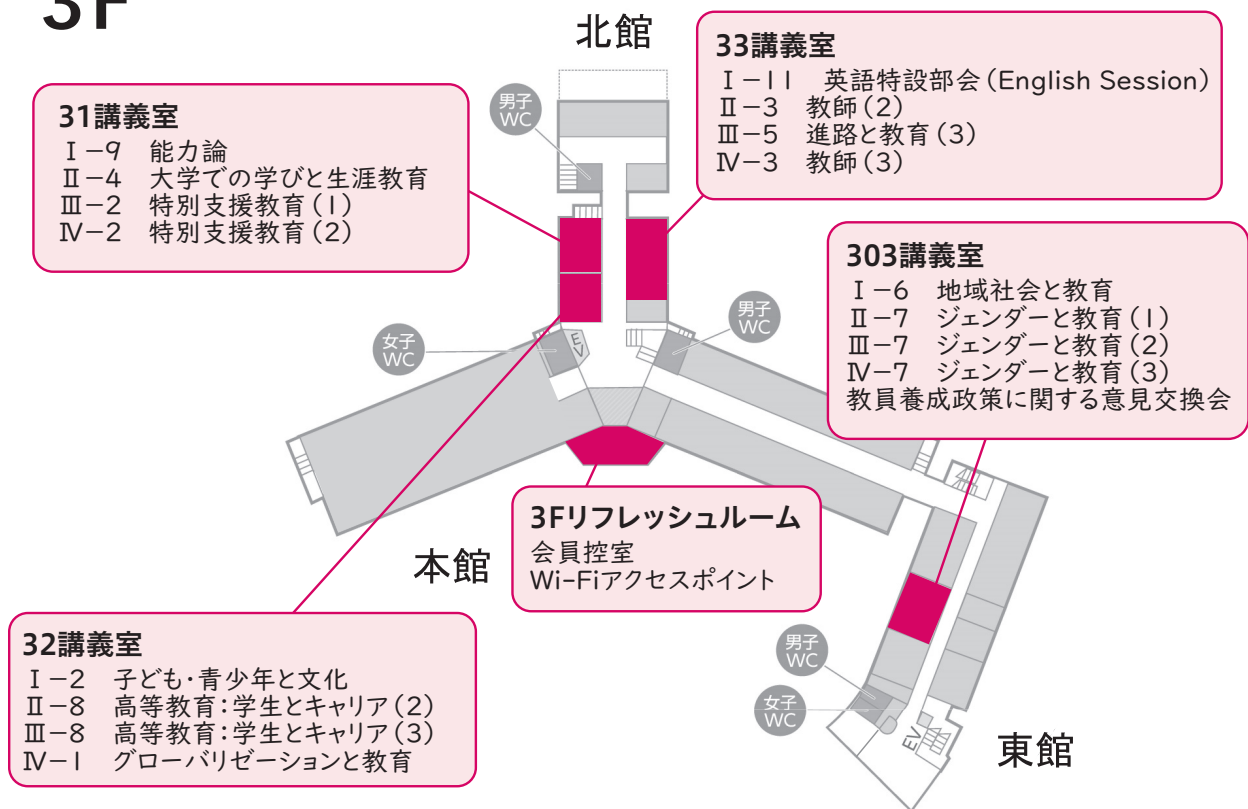 3F
北館
33講義室
Ⅰ-11 英語特設部会(English Session)
Ⅱ-3 教師(2)
Ⅲ-5 進路と教育(3)
Ⅳ-3 教師(3)
31講義室
Ⅰ-9 能力論
Ⅱ-4 大学での学びと生涯教育
Ⅲ-2 特別支援教育(1)
Ⅳ-2 特別支援教育(2)
男子
WC
303講義室
Ⅰ-6 地域社会と教育
Ⅱ-7 ジェンダーと教育(1)
Ⅲ-7 ジェンダーと教育(2)
Ⅳ-7 ジェンダーと教育(3)
教員養成政策に関する意見交換会
女子
WC
EV
男子
WC
3Fリフレッシュルーム
会員控室
Wi-Fiアクセスポイント
本館
32講義室
Ⅰ-2 子ども・青少年と文化
Ⅱ-8 高等教育:学生とキャリア(2)
Ⅲ-8 高等教育:学生とキャリア(3)
Ⅳ-1 グローバリゼーションと教育
男子
WC
女子
WC
EV
東館